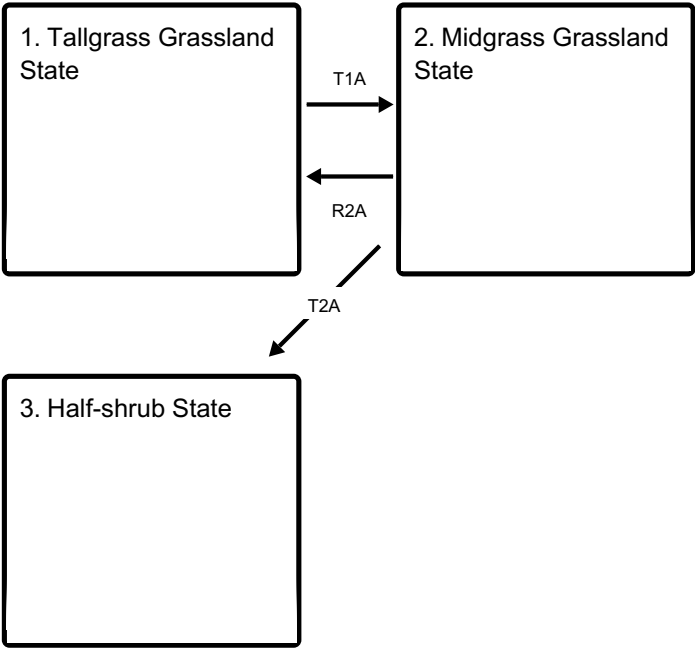 1. Tallgrass Grassland
State
2. Midgrass Grassland
State
T1A
R2A
T2A
3. Half-shrub State